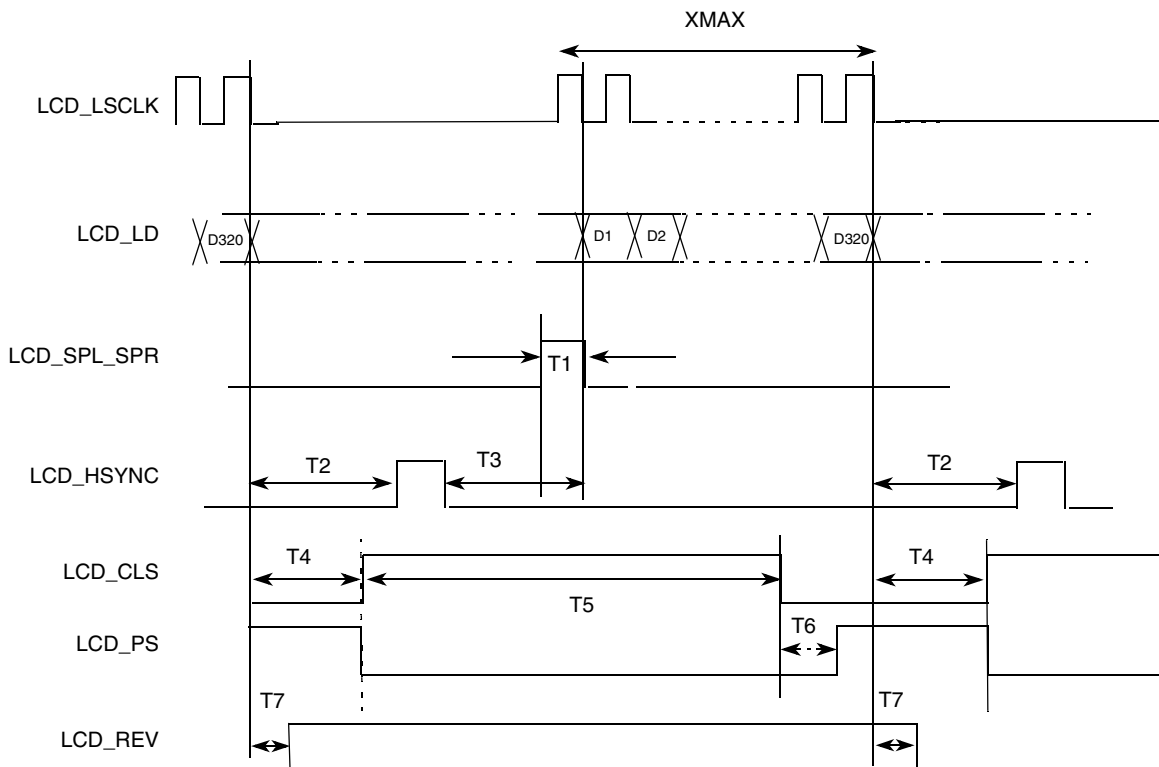 XMAX
LCD_LSCLK
LCD_LD
D320
D1
D2
D320
LCD_SPL_SPR
T1
LCD_HSYNC
T2
T3
T2
LCD_CLS
T4
T5
T4
LCD_PS
T6
LCD_REV
T7
T7